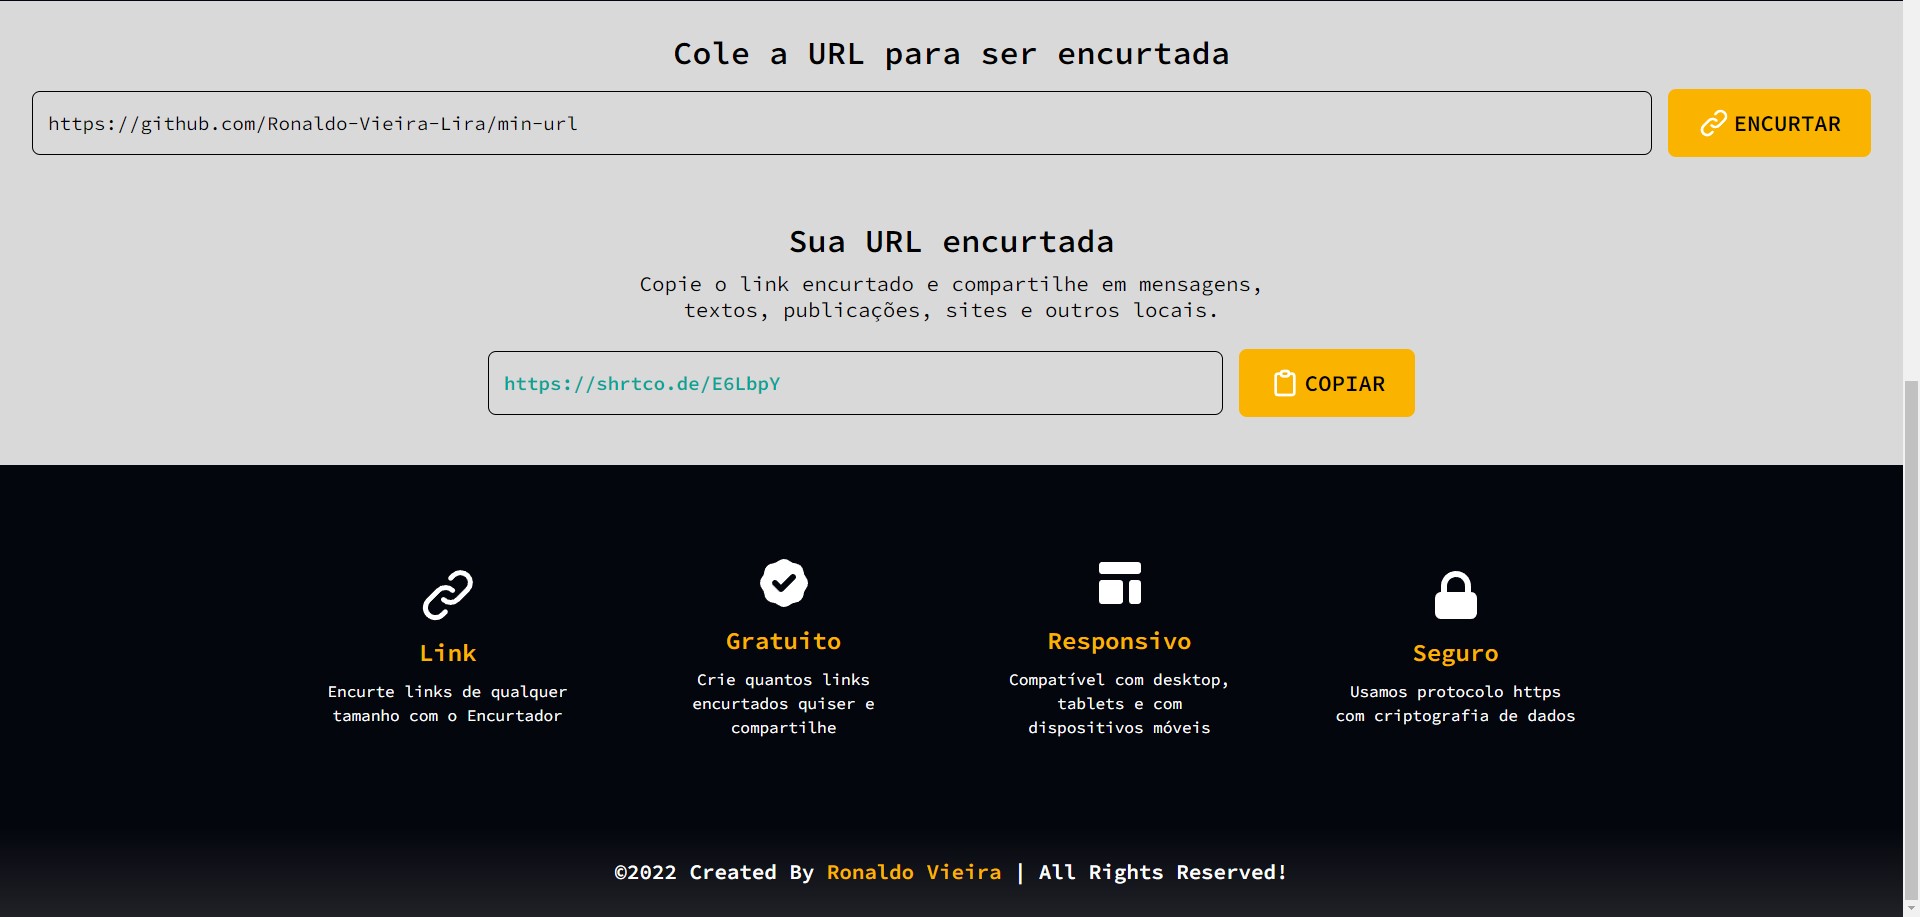 Cole a URL para ser encurtada
https://github.com/Ronaldo-Vieira-Lira/min-url
ENCURTAR
Sua URL encurtada
Copie o link encurtado e compartilhe em mensagens,
textos, publicações, sites e outros locais.
https://shrtco.de/E6LbpY
COPIAR
Link
Encurte links de qualquer
tamanho com o Encurtador
Gratuito
Crie quantos links
encurtados quiser e
compartilhe
Responsivo
Compatível com desktop,
tablets e com
dispositivos móveis
Seguro
Usamos protocolo https
com criptografia de dados
©2022 Created By Ronaldo Vieira | All Rights Reserved!